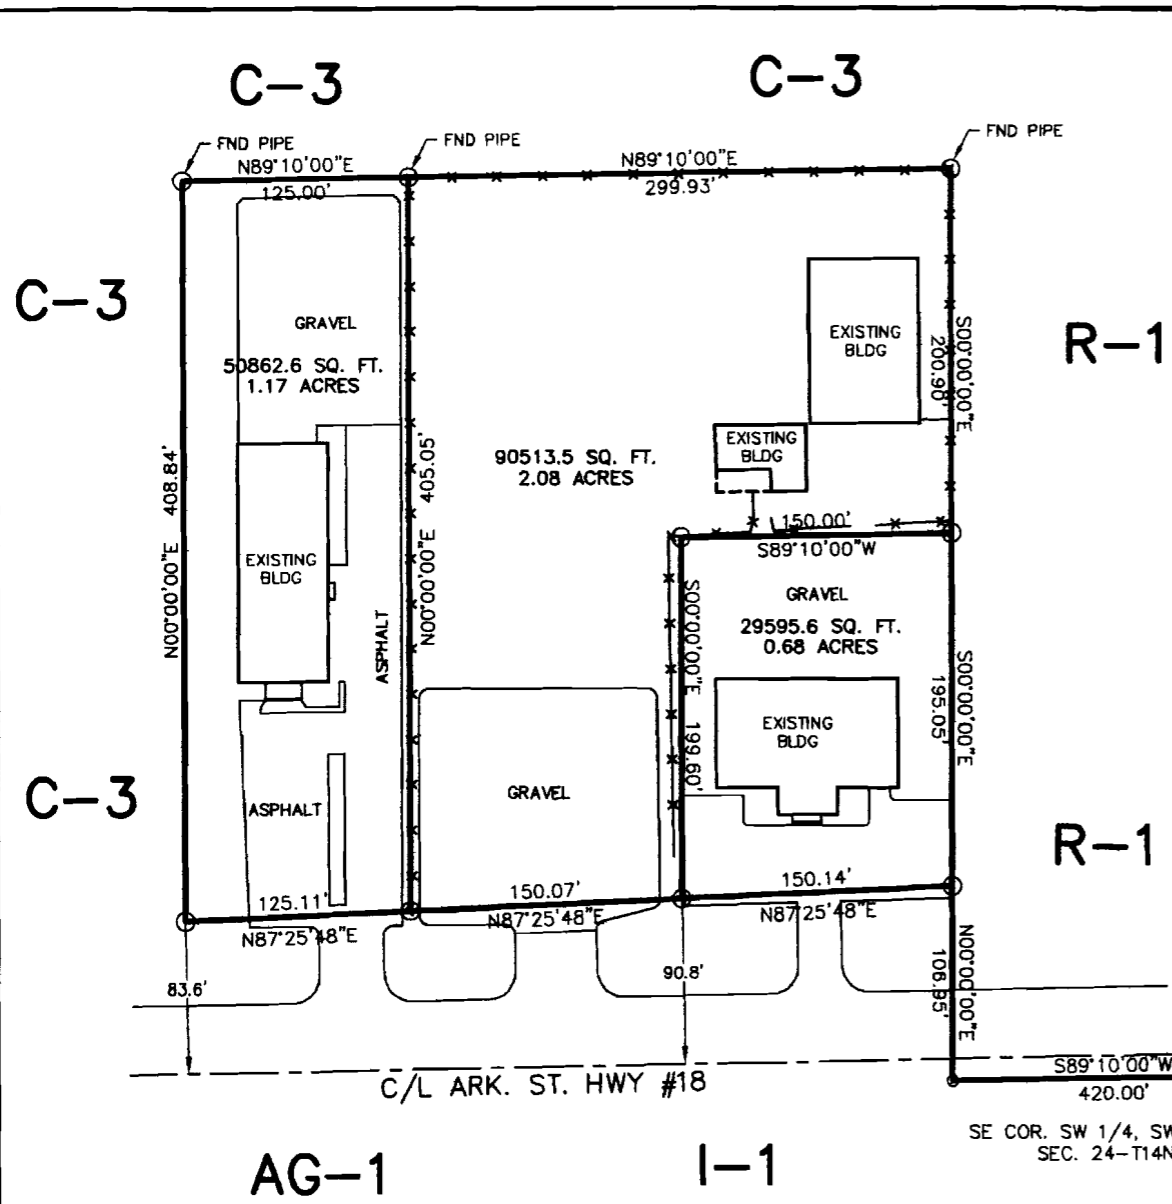 C-3
C-3
FND PIPE
FND PIPE
FND PIPE
N89°10'00"E
125.00'
N89°10'00"E
299.93'
C-3
GRAVEL
50862.6 SQ. FT.
1.17 ACRES
EXISTING
BLDG
S00°00'00"E
200.90'
R-1
EXISTING
BLDG
90513.5 SQ. FT.
2.08 ACRES
N00°00'00"E 408.84'
N00°00'00"E 405.05'
150.00'
S89°10'00"W
EXISTING
BLDG
ASPHALT
GRAVEL
29595.6 SQ. FT.
0.68 ACRES
S00°00'00"E 199.60'
S00°00'00"E
195.05'
EXISTING
BLDG
C-3
ASPHALT
GRAVEL
R-1
125.11'
N87°25'48"E
150.07'
N87°25'48"E
150.14'
N87°25'48"E
83.6'
90.8'
N00°00'00"E
106.95'
C/L ARK. ST. HWY #18
S89°10'00"W
420.00'
SE COR. SW 1/4, SW
SEC. 24-T14N
AG-1
I-1